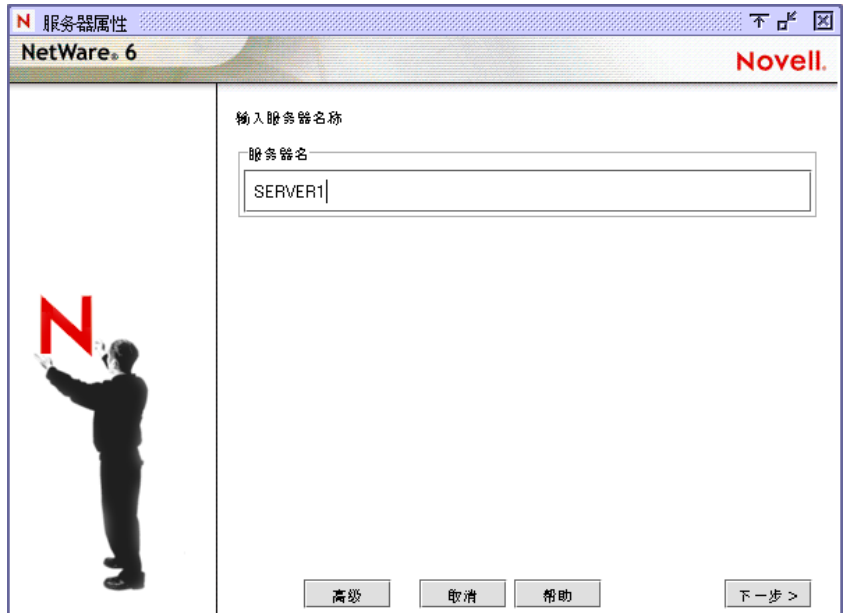 N 服务器属性
NetWare® 6
Novell.
输入服务器名称
服务器名
SERVER1
N
高级 取消 帮助 下一步 >